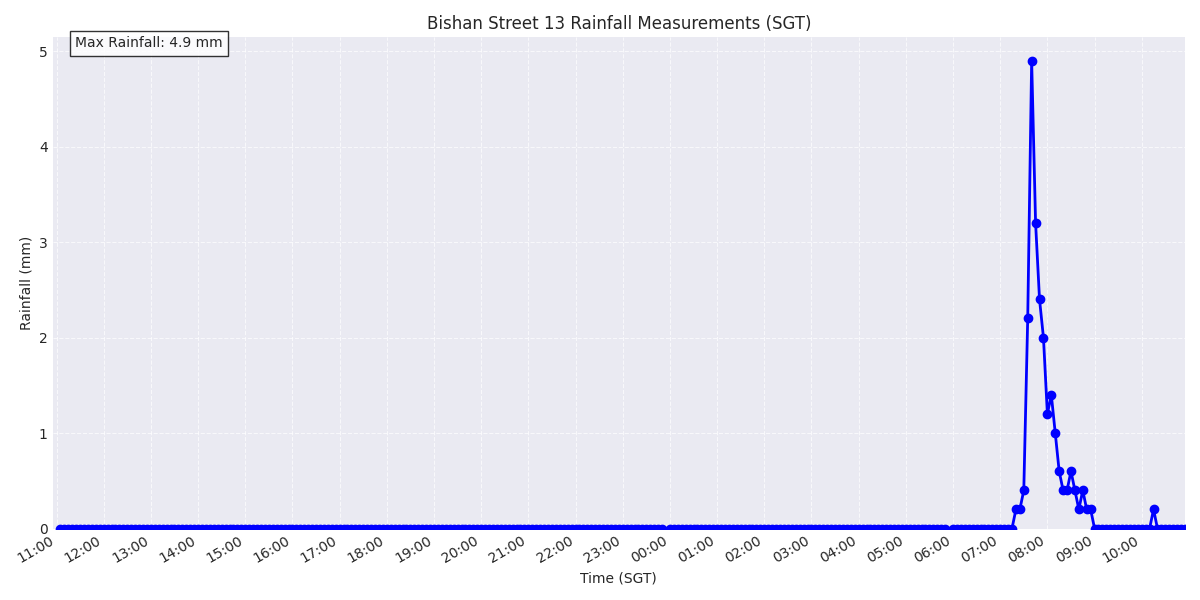 Bishan Street 13 Rainfall Measurements (SGT)
Max Rainfall: 4.9 mm
5
4
3
2
1
0
Rainfall (mm)
11:00 12:00 13:00 14:00 15:00 16:00 17:00 18:00 19:00 20:00 21:00 22:00 23:00 00:00 01:00 02:00 03:00 04:00 05:00 06:00 07:00 08:00 09:00 10:00
Time (SGT)